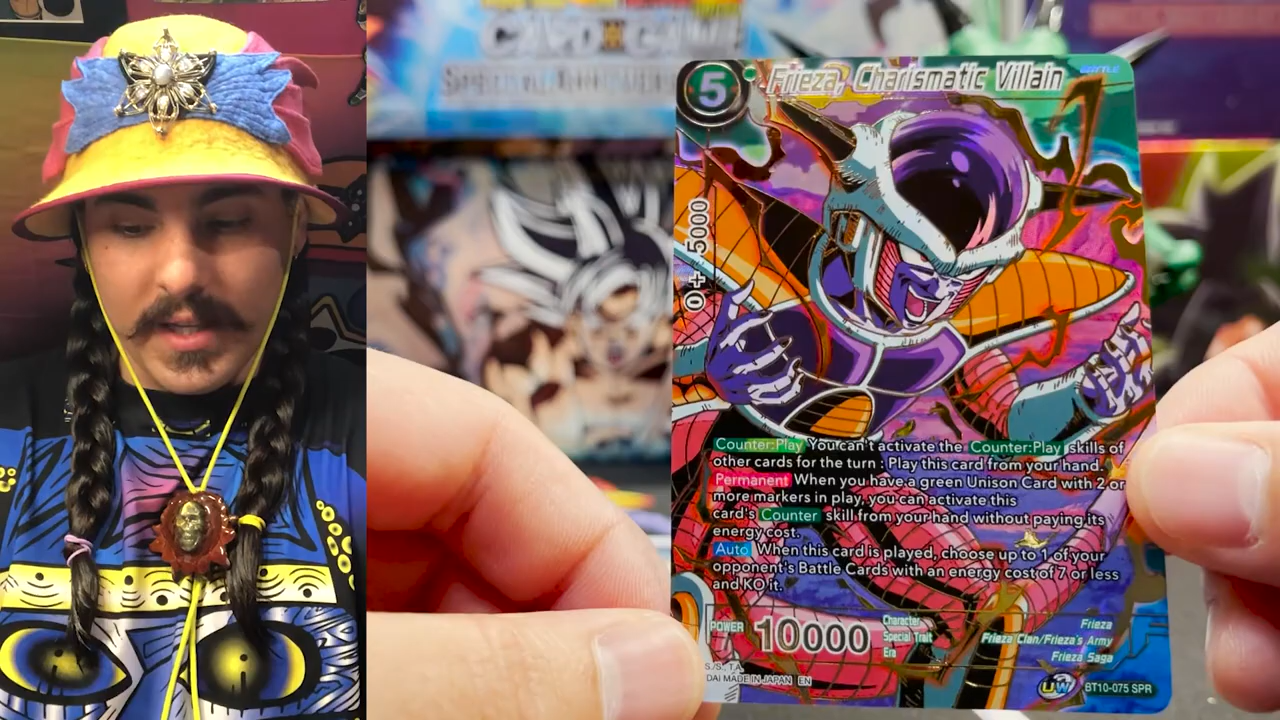 CARD GAME
SPECIAL ANNIVERSARY
5
Frieza, Charismatic Villain
BATTLE
0 + 5000
Counter:Play You can't activate the Counter:Play skills of
other cards for the turn : Play this card from your hand.
Permanent When you have a green Unison Card with 2 or
more markers in play, you can activate this
card's Counter skill from your hand without paying its
energy cost.
Auto When this card is played, choose up to 1 of your
opponent's Battle Cards with an energy cost of 7 or less
and KO it.
POWER 10000
Character Frieza
Special Trait Frieza Clan/Frieza's Army
Era Frieza Saga
S./S., T.A
DAI MADE IN JAPAN EN
UW
BT10-075 SPR